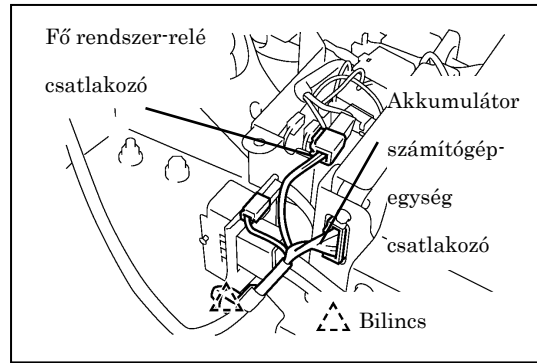 Fő rendszer-relé
csatlakozó
Akkumulátor
számítógép-
egység
csatlakozó
Bilincs